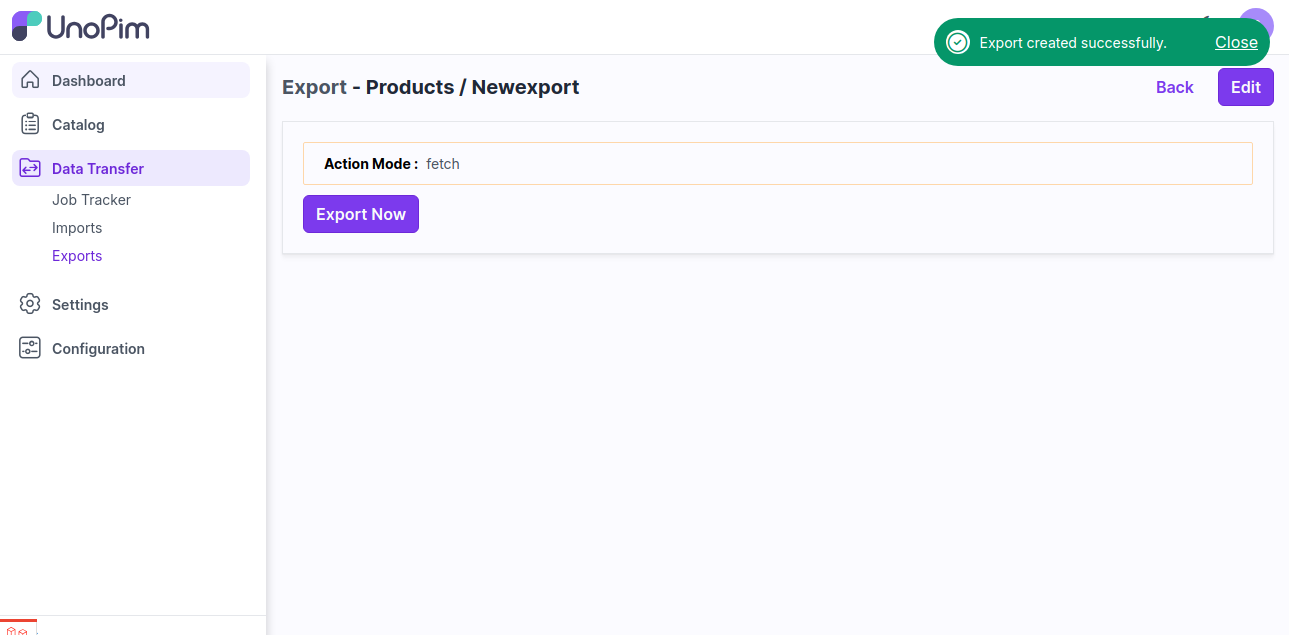 UnoPim
Export created successfully.
Close
Dashboard
Catalog
Data Transfer
Job Tracker
Imports
Exports
Settings
Configuration
Export - Products / Newexport
Back
Edit
Action Mode : fetch
Export Now